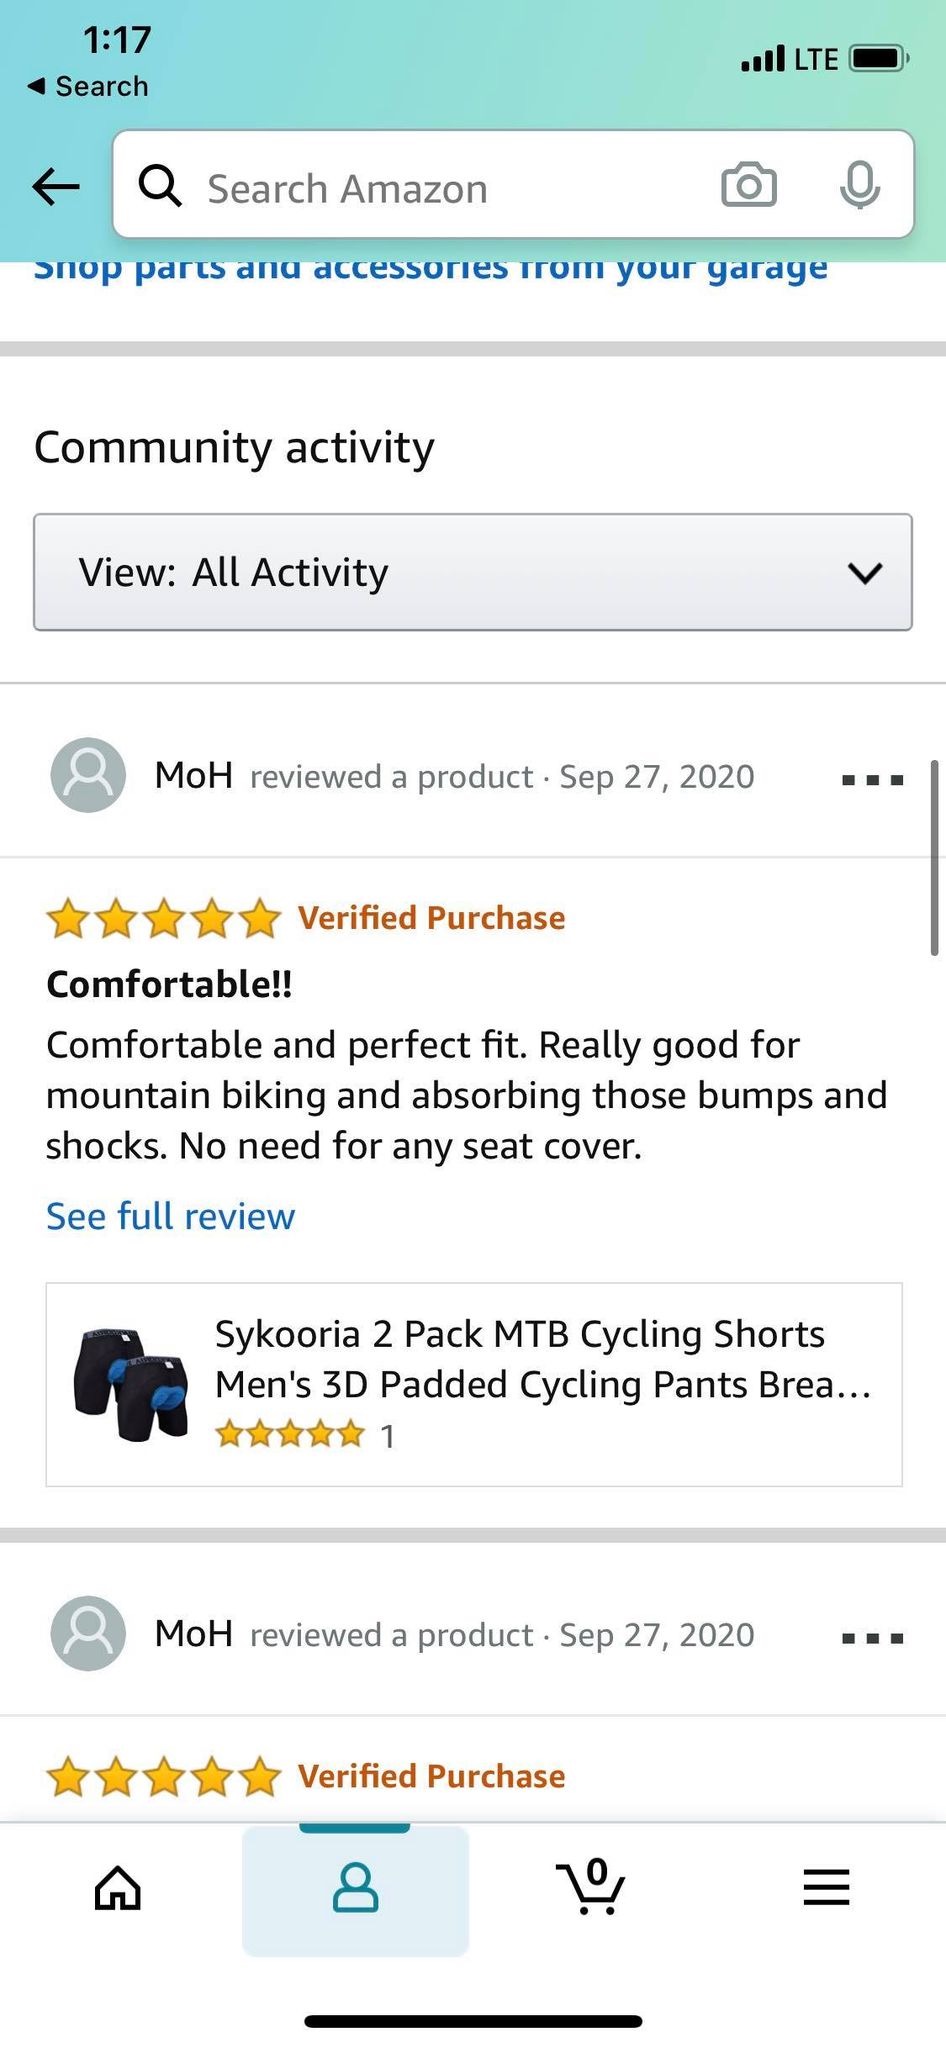 1:17
Search
LTE
Search Amazon
Shop parts and accessories from your garage
Community activity
View: All Activity
MoH reviewed a product · Sep 27, 2020
Verified Purchase
Comfortable!!
Comfortable and perfect fit. Really good for
mountain biking and absorbing those bumps and
shocks. No need for any seat cover.
See full review
Sykooria 2 Pack MTB Cycling Shorts
Men's 3D Padded Cycling Pants Brea...
1
MoH reviewed a product · Sep 27, 2020
Verified Purchase
0